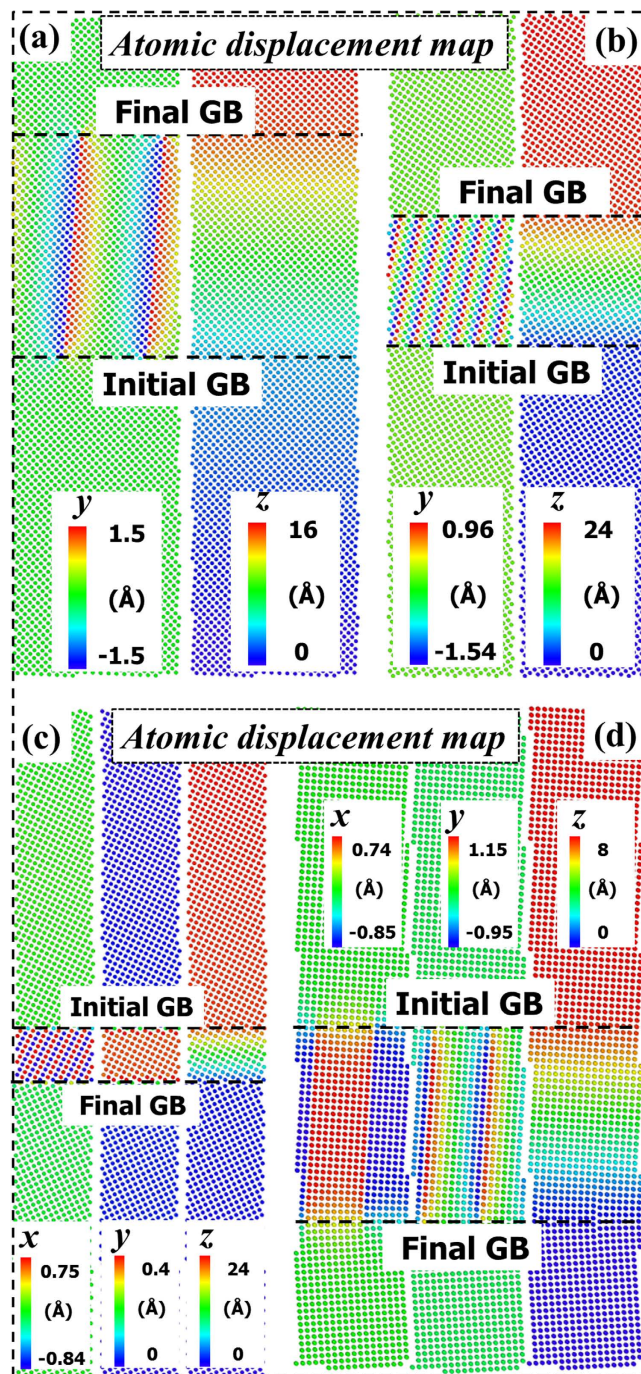 (a) Atomic displacement map (b)
Final GB
Final GB
Initial GB
Initial GB
y z
1.5 16
(Å) (Å)
-1.5 0
y z
0.96 24
(Å) (Å)
-1.54 0
(c) Atomic displacement map (d)
x y z
0.74 1.15 8
(Å) (Å) (Å)
-0.85 -0.95 0
Initial GB
Initial GB
Final GB
Final GB
x y z
0.75 0.4 24
(Å) (Å) (Å)
-0.84 0 0